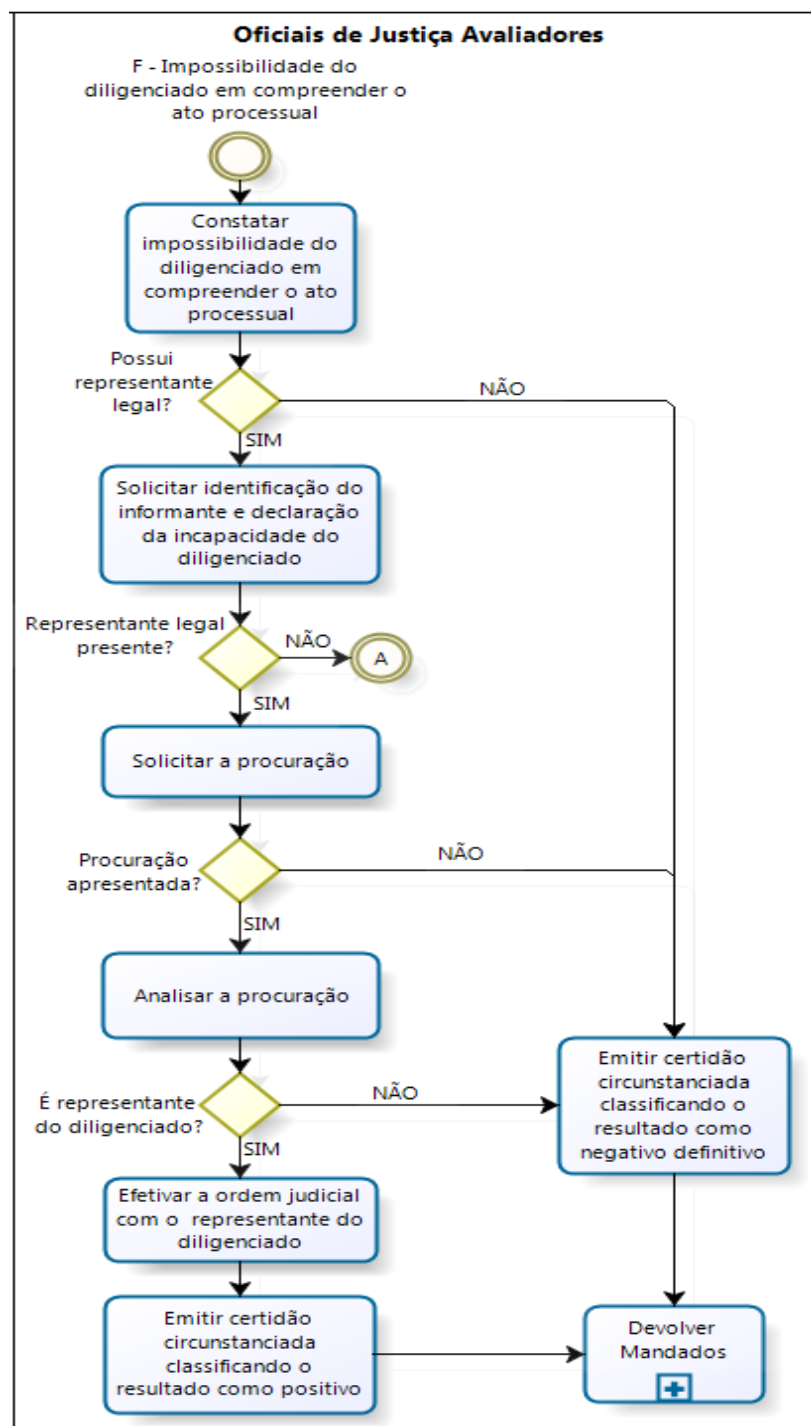 Oficiais de Justiça Avaliadores
F - Impossibilidade do
diligenciado em compreender o
ato processual
Constatar
impossibilidade do
diligenciado em
compreender o ato
processual
Possui
representante
legal?
NÃO
SIM
Solicitar identificação do
informante e declaração
da incapacidade do
diligenciado
Representante legal
presente?
NÃO
A
SIM
Solicitar a procuração
Procuração
apresentada?
NÃO
SIM
Analisar a procuração
É representante
do diligenciado?
NÃO
SIM
Emitir certidão
circunstanciada
classificando o
resultado como
negativo definitivo
Efetivar a ordem judicial
com o representante do
diligenciado
Emitir certidão
circunstanciada
classificando o
resultado como positivo
Devolver
Mandados